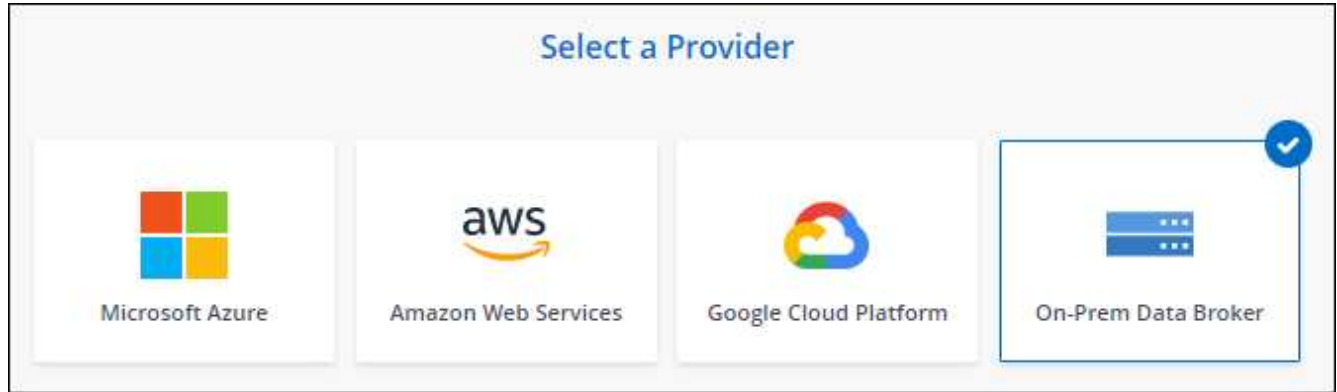 Select a Provider
aws
Microsoft Azure
Amazon Web Services
Google Cloud Platform
On-Prem Data Broker